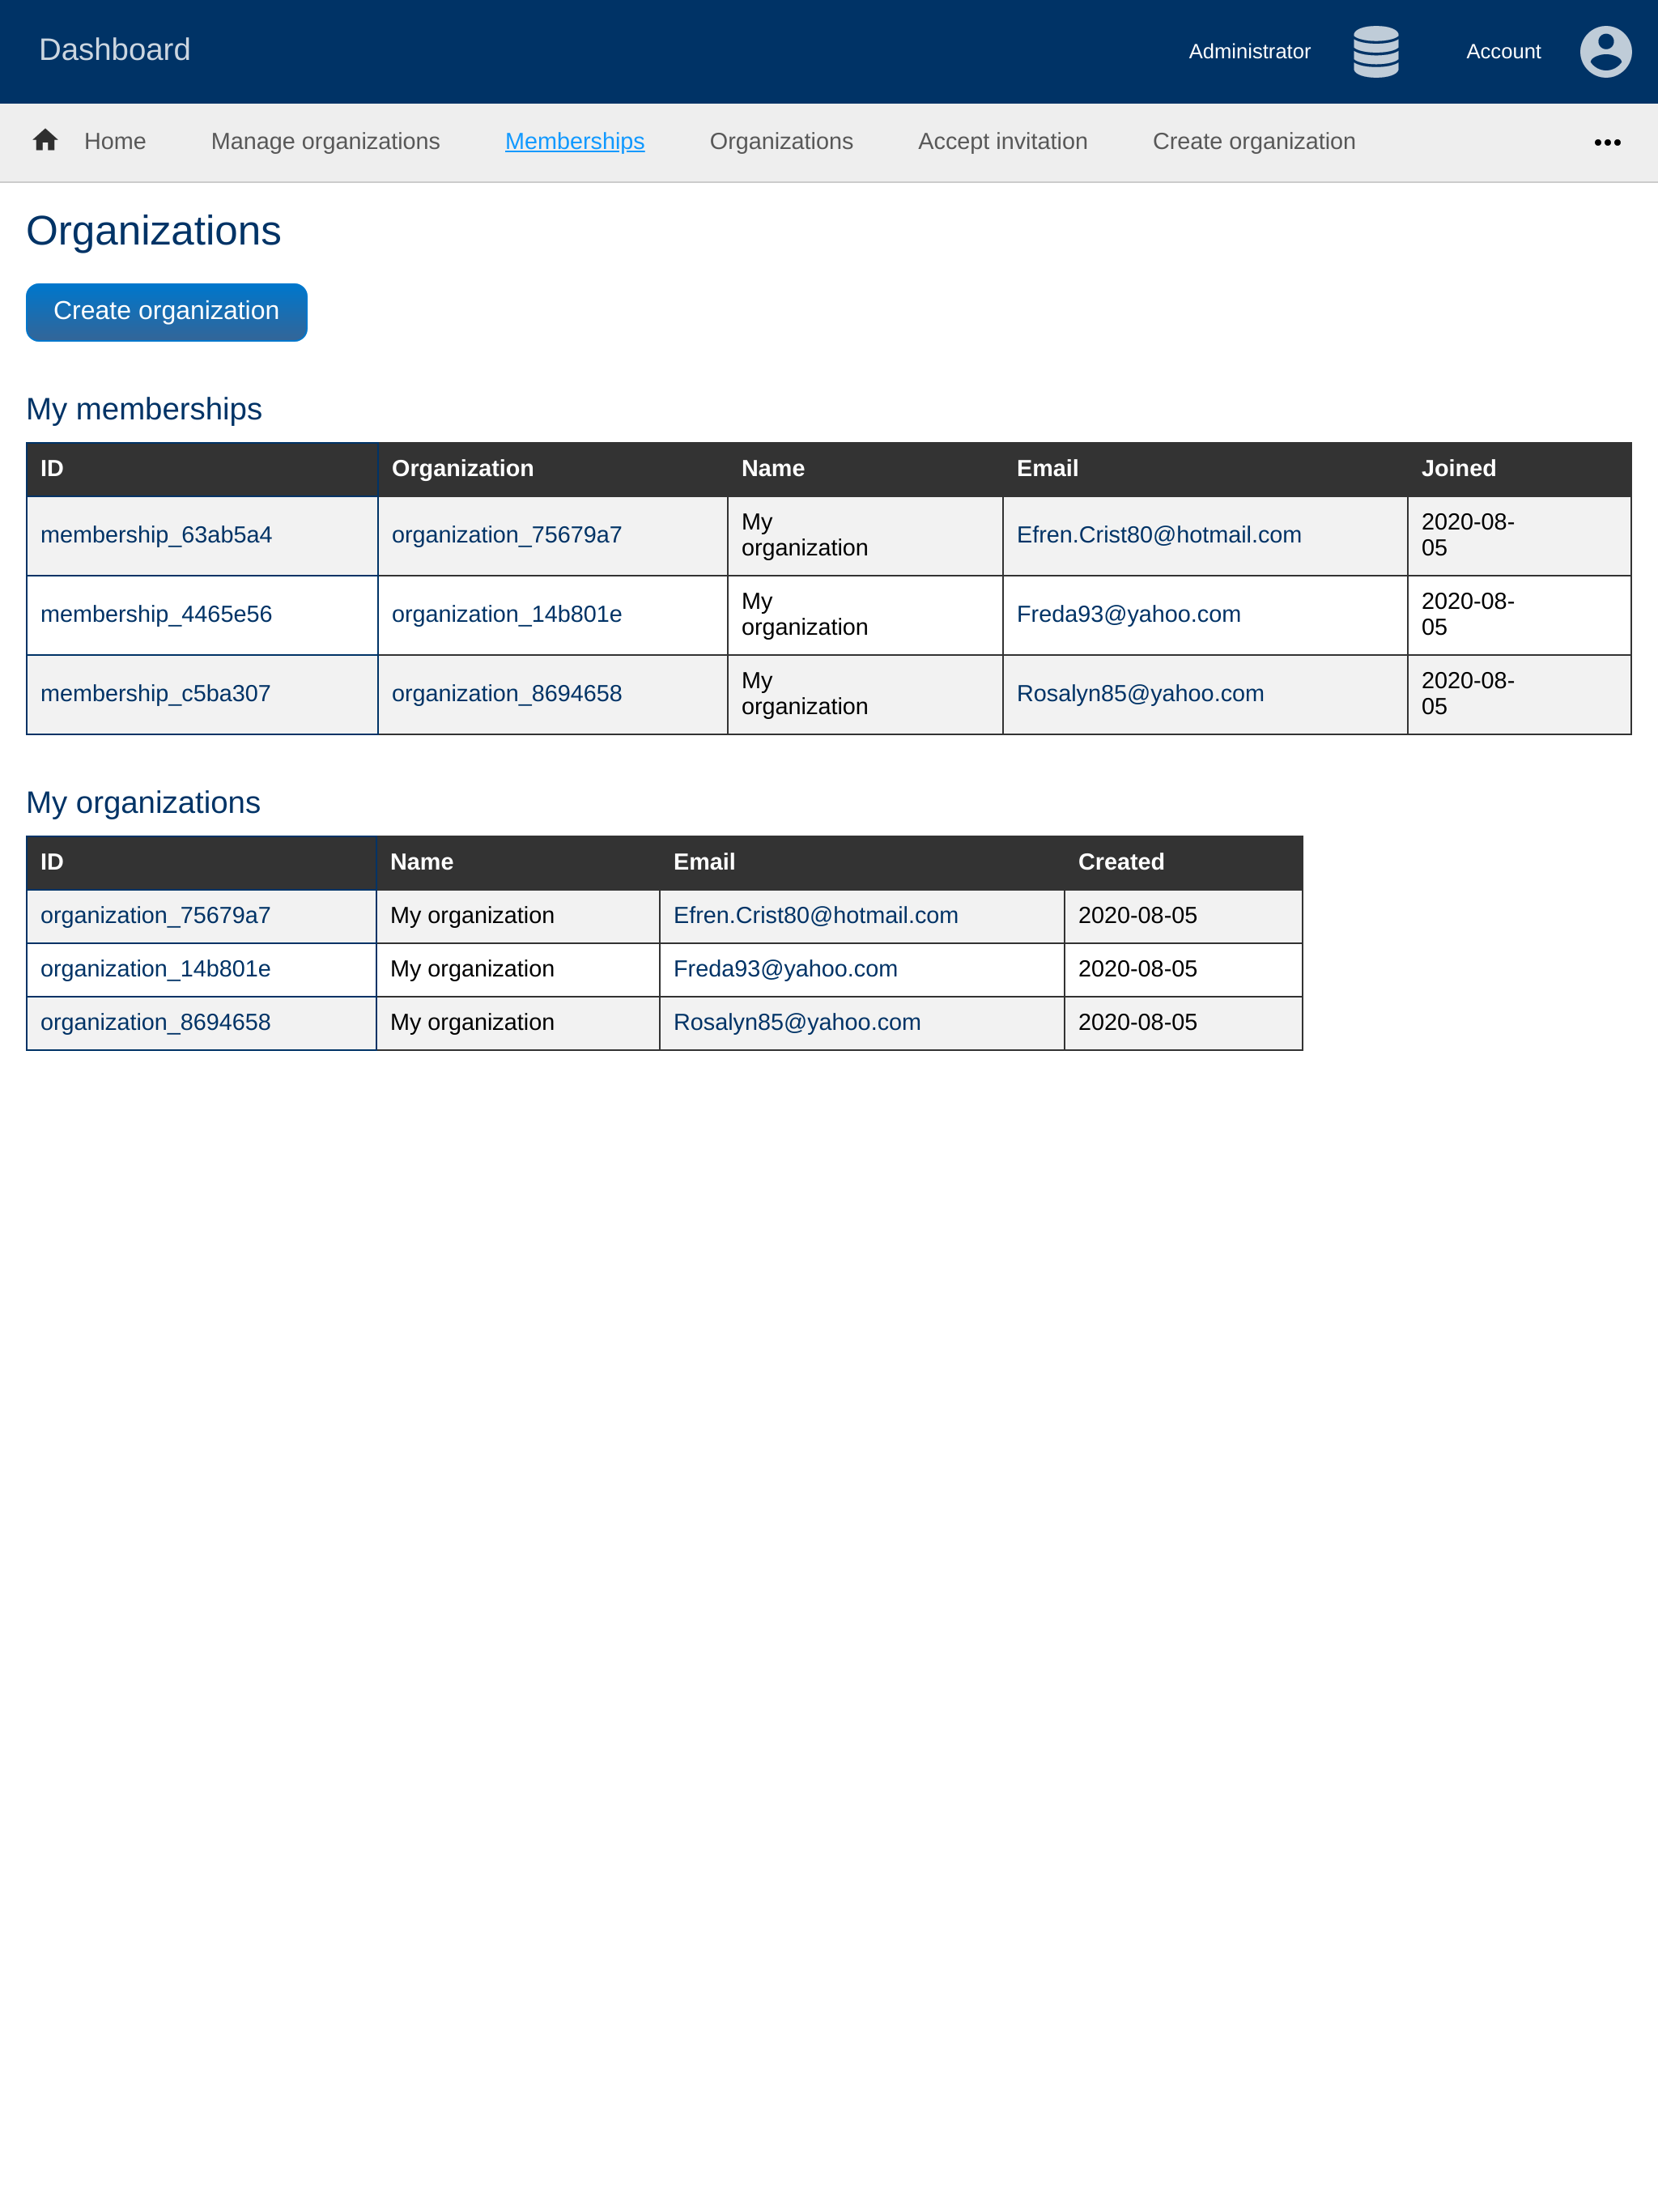 Dashboard Administrator Account
Home Manage organizations Memberships Organizations Accept invitation Create organization
Organizations
Create organization
My memberships
ID Organization Name Email Joined
membership_63ab5a4 organization_75679a7 My organization Efren.Crist80@hotmail.com 2020-08-05
membership_4465e56 organization_14b801e My organization Freda93@yahoo.com 2020-08-05
membership_c5ba307 organization_8694658 My organization Rosalyn85@yahoo.com 2020-08-05
My organizations
ID Name Email Created
organization_75679a7 My organization Efren.Crist80@hotmail.com 2020-08-05
organization_14b801e My organization Freda93@yahoo.com 2020-08-05
organization_8694658 My organization Rosalyn85@yahoo.com 2020-08-05